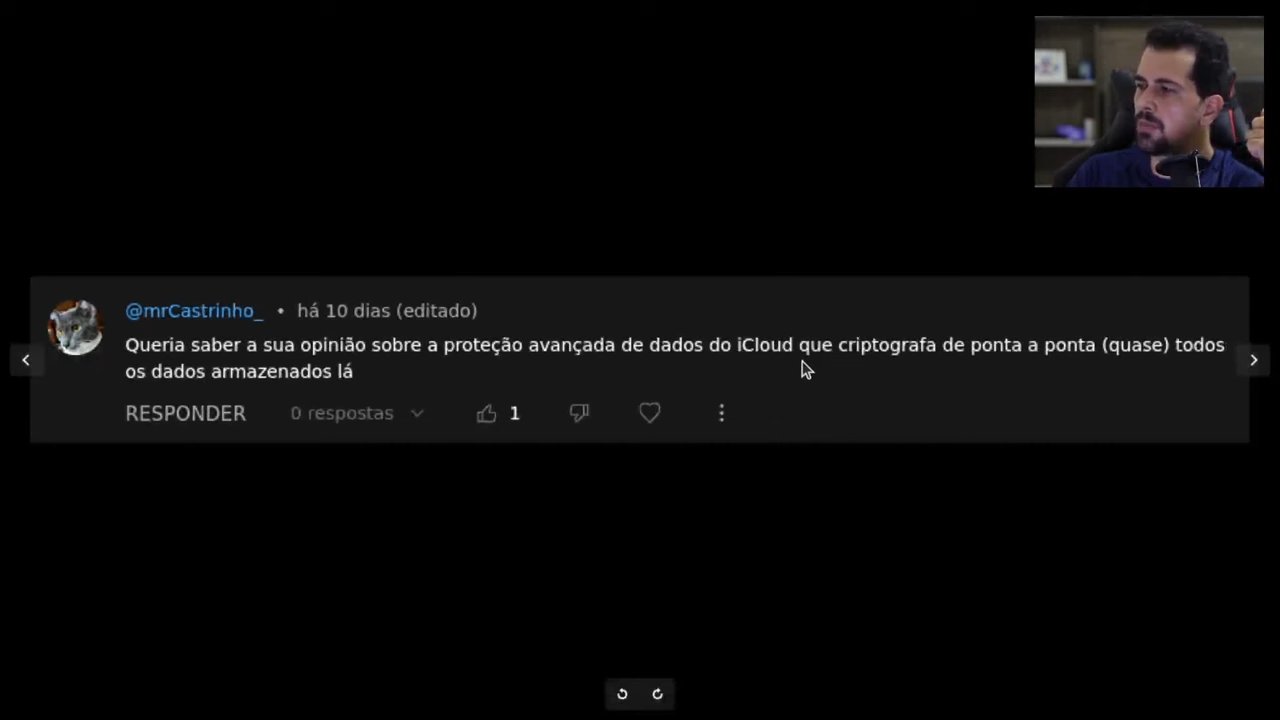 @mrCastrinho_ • há 10 dias (editado)
Queria saber a sua opinião sobre a proteção avançada de dados do iCloud que criptografa de ponta a ponta (quase) todos
os dados armazenados lá
RESPONDER 0 respostas 1